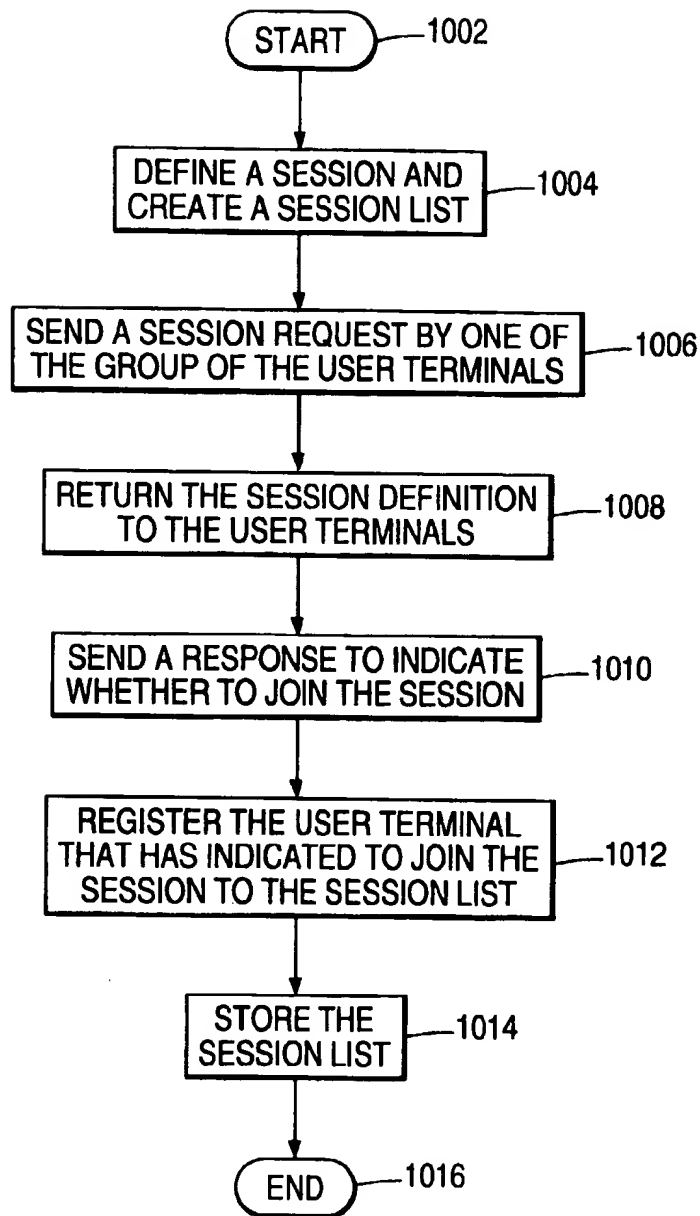 START
1002
DEFINE A SESSION AND
CREATE A SESSION LIST
1004
SEND A SESSION REQUEST BY ONE OF
THE GROUP OF THE USER TERMINALS
1006
RETURN THE SESSION DEFINITION
TO THE USER TERMINALS
1008
SEND A RESPONSE TO INDICATE
WHETHER TO JOIN THE SESSION
1010
REGISTER THE USER TERMINAL
THAT HAS INDICATED TO JOIN THE
SESSION TO THE SESSION LIST
1012
STORE THE
SESSION LIST
1014
END
1016